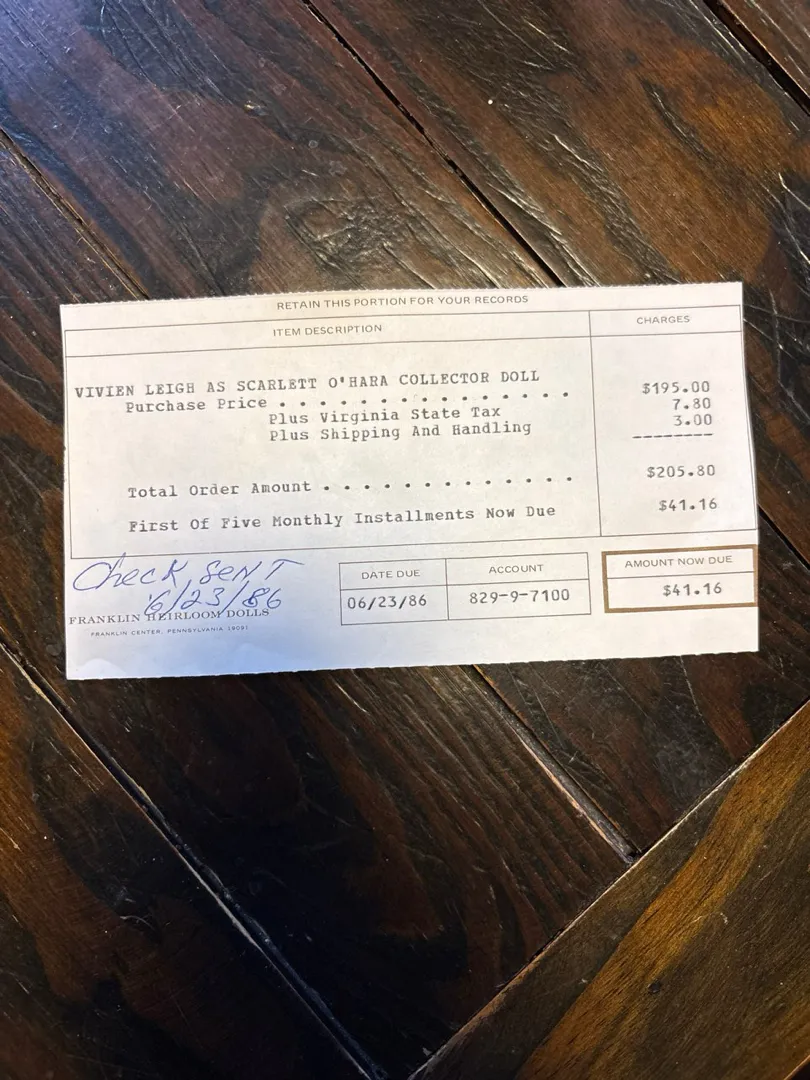 RETAIN THIS PORTION FOR YOUR RECORDS
ITEM DESCRIPTION
CHARGES
VIVIEN LEIGH AS SCARLETT O'HARA COLLECTOR DOLL
Purchase Price . . . . . . . . . . . . . . $195.00
Plus Virginia State Tax 7.80
Plus Shipping And Handling 3.00
--------
Total Order Amount . . . . . . . . . . . . $205.80
First Of Five Monthly Installments Now Due $41.16
Check Sent
6/23/86
FRANKLIN HEIRLOOM DOLLS
FRANKLIN CENTER, PENNSYLVANIA 19091
DATE DUE
06/23/86
ACCOUNT
829-9-7100
AMOUNT NOW DUE
$41.16